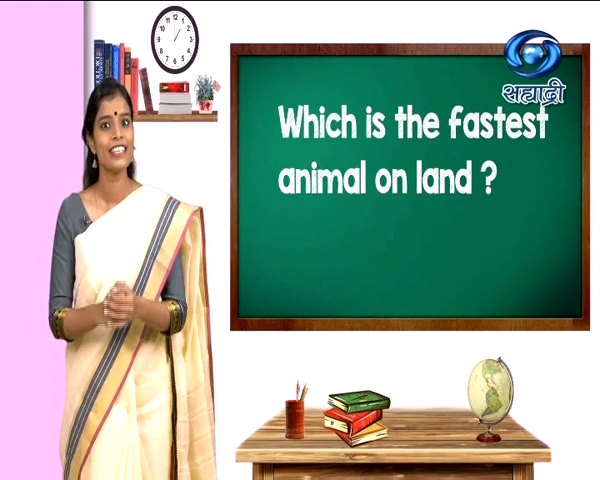 सह्याद्री
Which is the fastest
animal on land ?